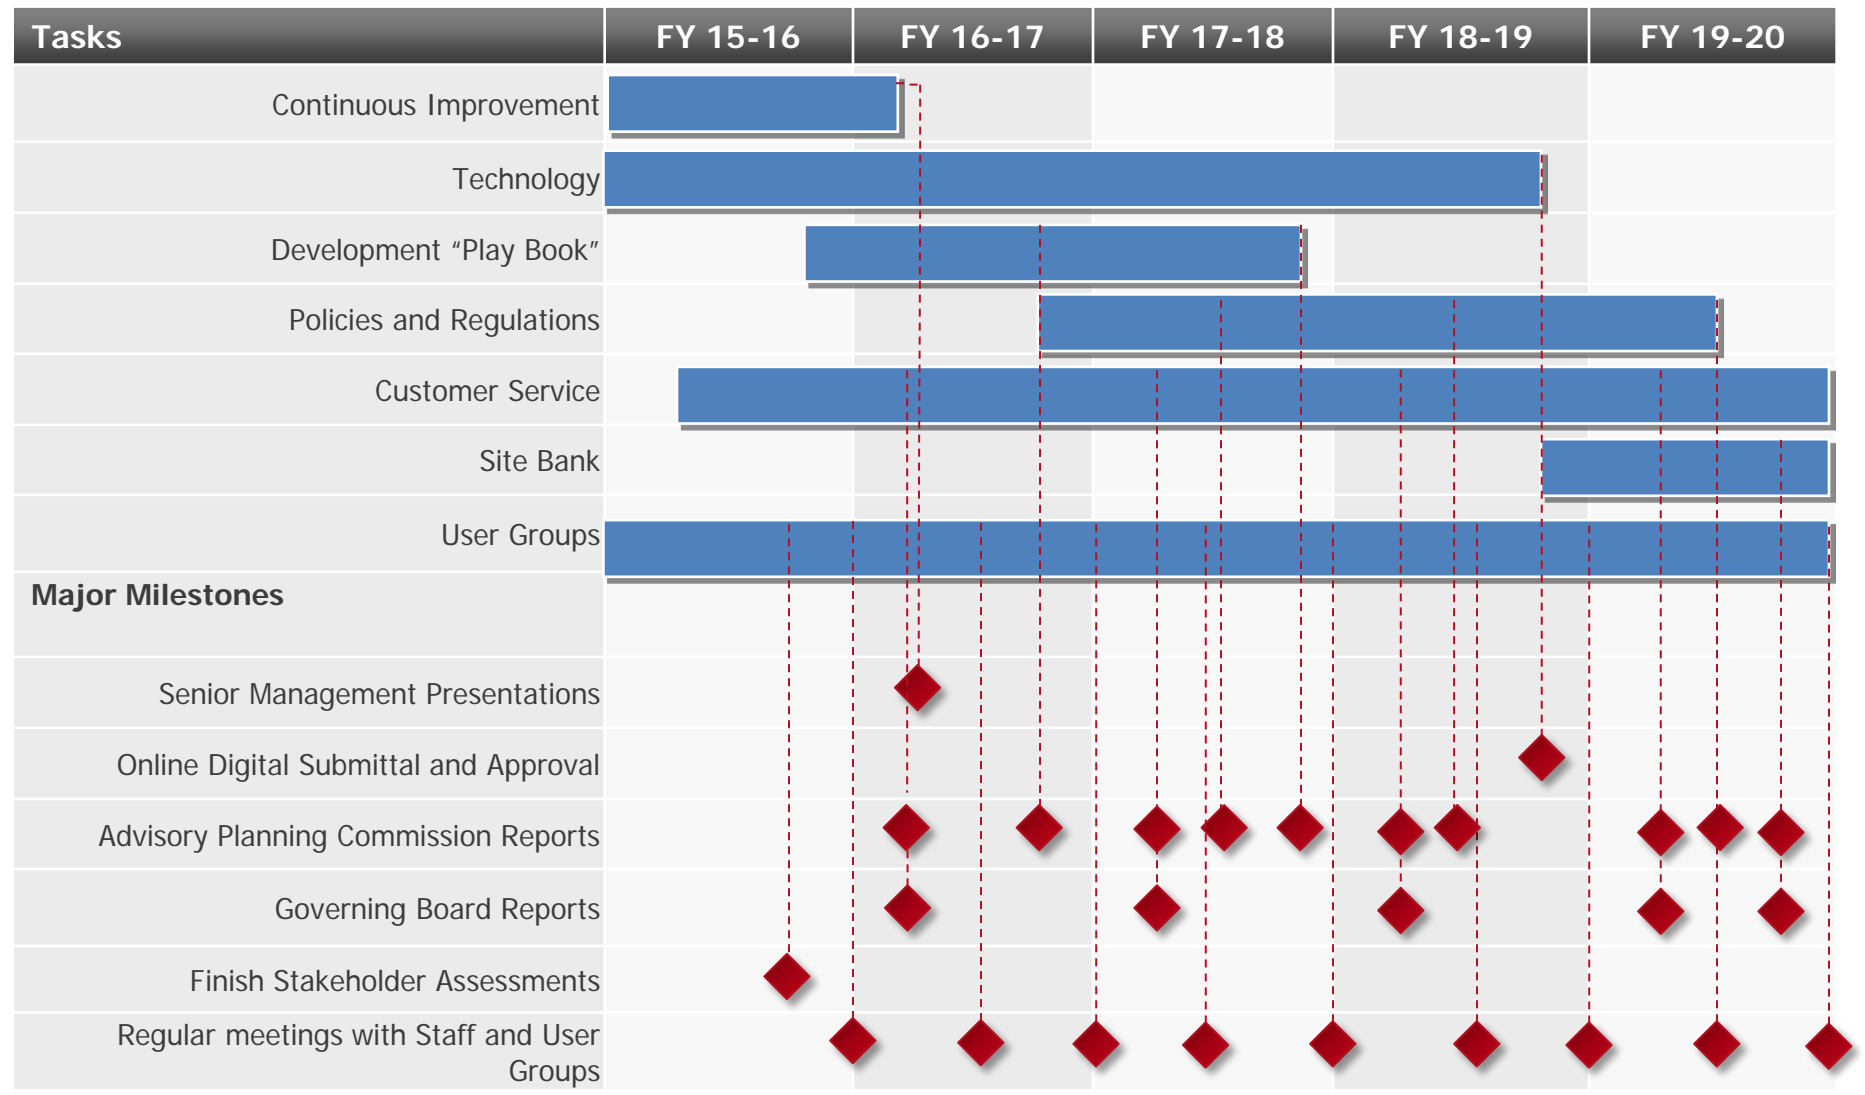 Tasks FY 15-16 FY 16-17 FY 17-18 FY 18-19 FY 19-20
Continuous Improvement
Technology
Development “Play Book”
Policies and Regulations
Customer Service
Site Bank
User Groups
Major Milestones
Senior Management Presentations
Online Digital Submittal and Approval
Advisory Planning Commission Reports
Governing Board Reports
Finish Stakeholder Assessments
Regular meetings with Staff and User
Groups